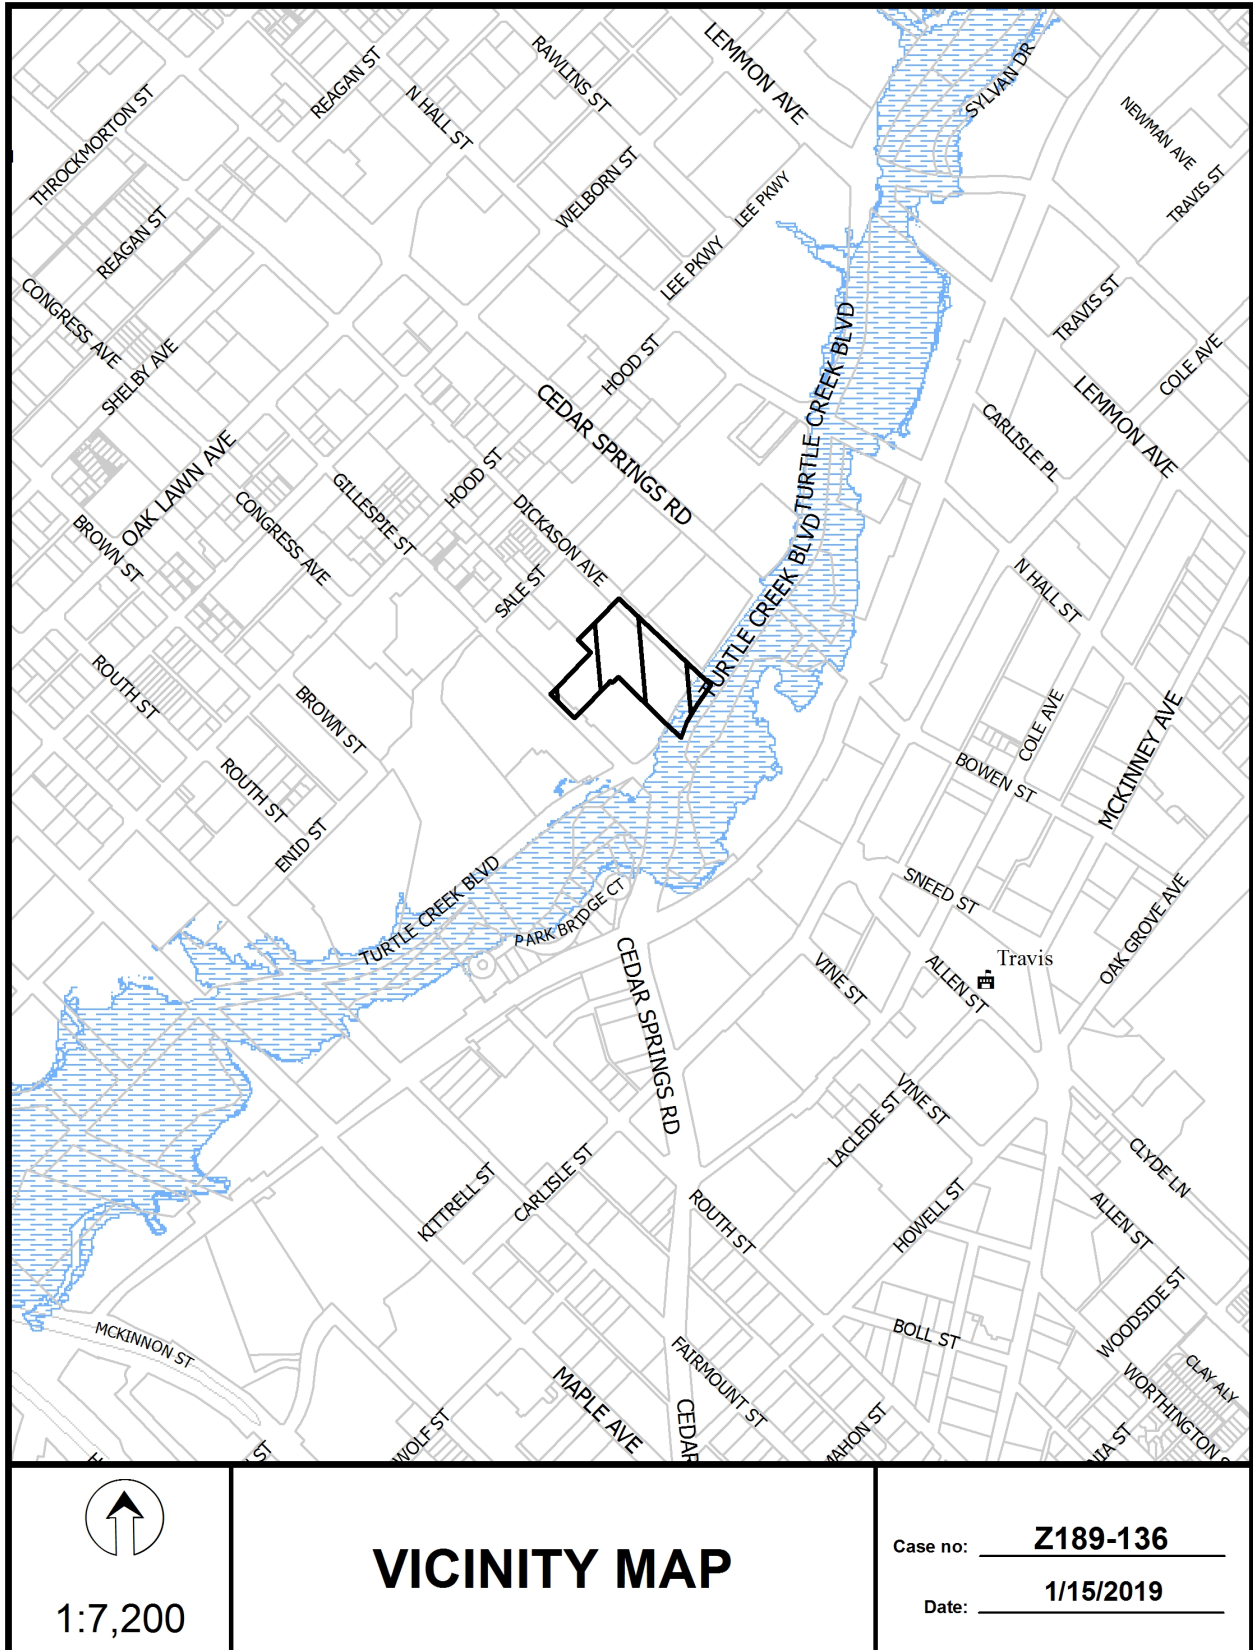 LEMMON AVE
RAWLINS ST
REAGAN ST
N HALL ST
THROCKMORTON ST
SYLVAN DR
NEWMAN AVE
TRAVIS ST
WELBORN ST
LEE PKWY
LEE PKWY
REAGAN ST
CONGRESS AVE
SHELBY AVE
HOOD ST
TRAVIS ST
COLE AVE
LEMMON AVE
CARLISLE PL
CEDAR SPRINGS RD
TURTLE CREEK BLVD
OAK LAWN AVE
BROWN ST
CONGRESS AVE
GILLESPIE ST
HOOD ST
DICKASON AVE
SALE ST
TURTLE CREEK BLVD
N HALL ST
ROUTH ST
BROWN ST
COLE AVE
MCKINNEY AVE
BOWEN ST
ROUTH ST
ENID ST
TURTLE CREEK BLVD
PARK BRIDGE CT
SNEED ST
OAK GROVE AVE
CEDAR SPRINGS RD
VINE ST
ALLEN ST
Travis
VINE ST
LACLEDE ST
CLYDE LN
KITTRELL ST
CARLISLE ST
ROUTH ST
HOWELL ST
ALLEN ST
WOODSIDE ST
BOLL ST
MCKINNON ST
FAIRMOUNT ST
CLAY ALY
WORTHINGTON S
MAPLE AVE
CEDAR
WOLF ST
MAHON ST
NIA ST
ST
VICINITY MAP
1:7,200
Case no: Z189-136
Date: 1/15/2019